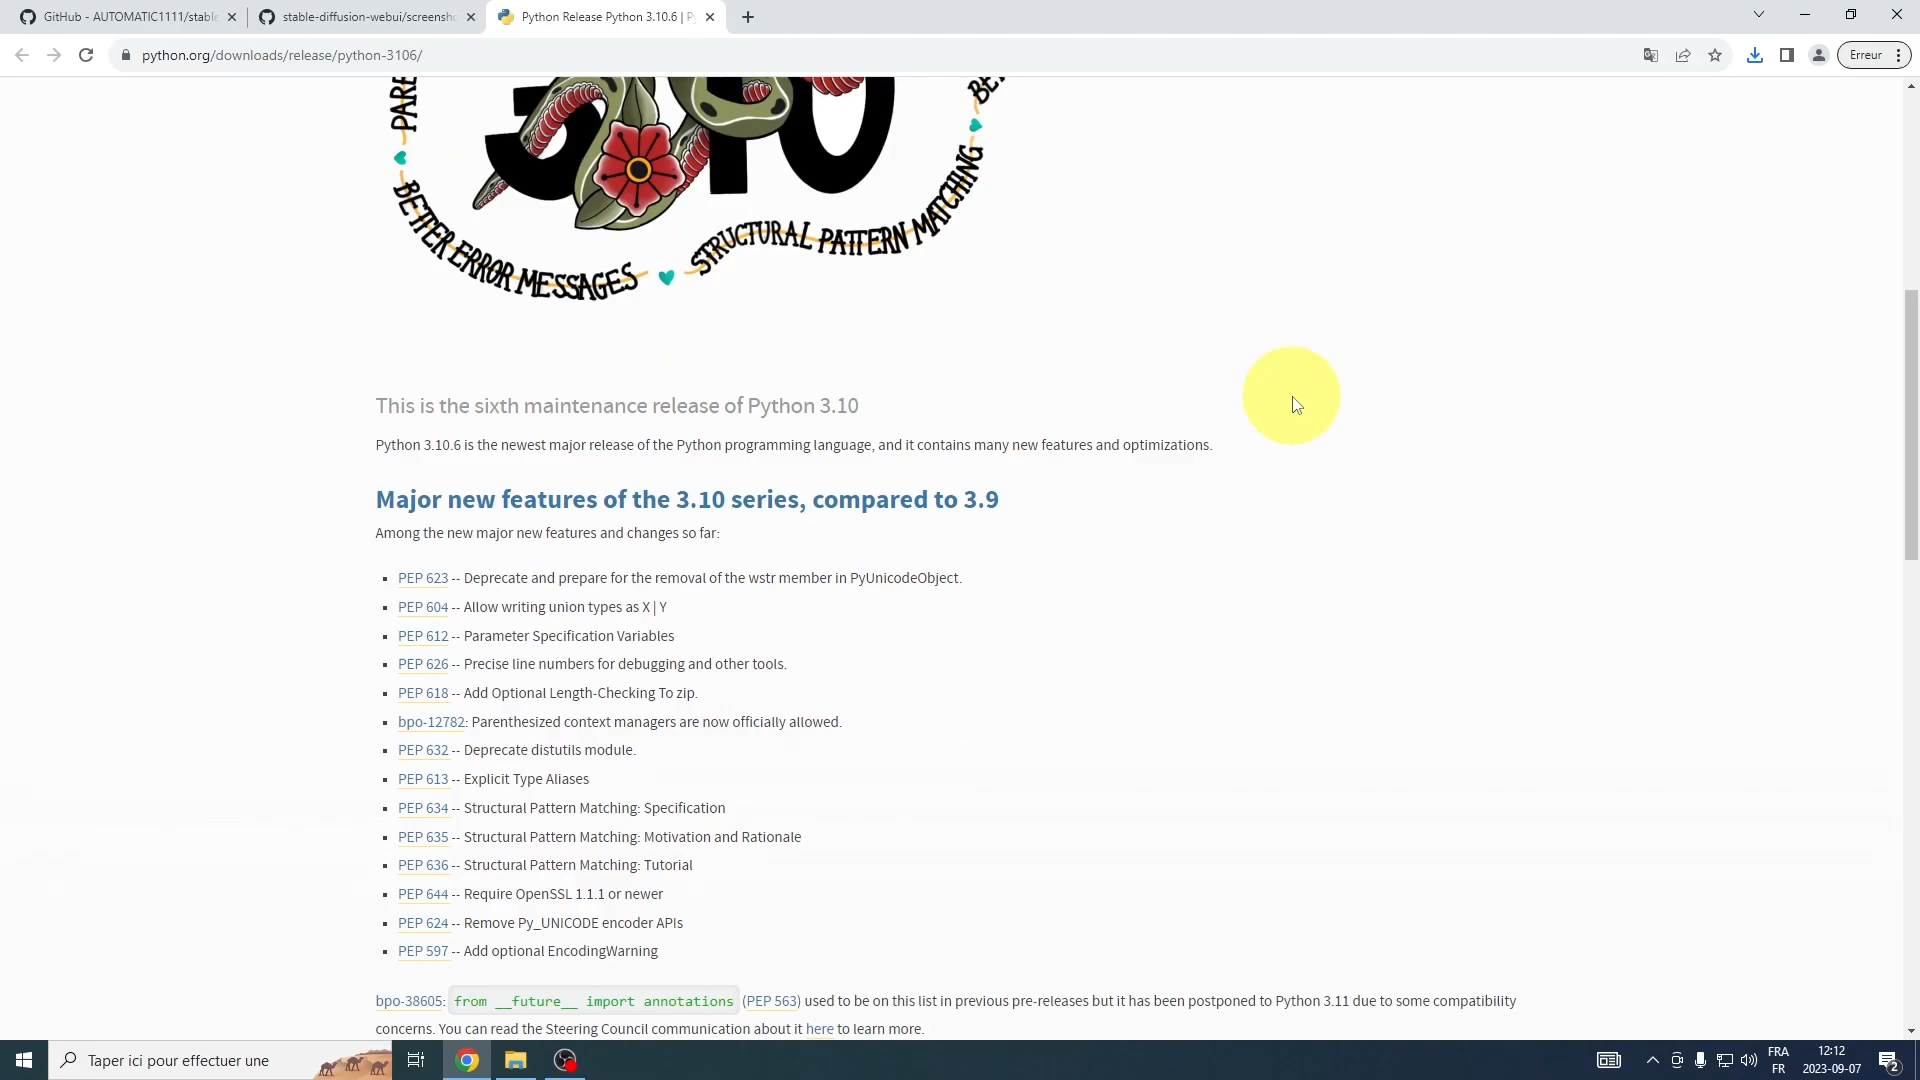 GitHub - AUTOMATIC1111/stable
stable-diffusion-webui/screensho
Python Release Python 3.10.6 | Py
python.org/downloads/release/python-3106/
Erreur
3.10
BETTER ERROR MESSAGES
STRUCTURAL PATTERN MATCHING
This is the sixth maintenance release of Python 3.10
Python 3.10.6 is the newest major release of the Python programming language, and it contains many new features and optimizations.
Major new features of the 3.10 series, compared to 3.9
Among the new major new features and changes so far:
PEP 623 -- Deprecate and prepare for the removal of the wstr member in PyUnicodeObject.
PEP 604 -- Allow writing union types as X | Y
PEP 612 -- Parameter Specification Variables
PEP 626 -- Precise line numbers for debugging and other tools.
PEP 618 -- Add Optional Length-Checking To zip.
bpo-12782: Parenthesized context managers are now officially allowed.
PEP 632 -- Deprecate distutils module.
PEP 613 -- Explicit Type Aliases
PEP 634 -- Structural Pattern Matching: Specification
PEP 635 -- Structural Pattern Matching: Motivation and Rationale
PEP 636 -- Structural Pattern Matching: Tutorial
PEP 644 -- Require OpenSSL 1.1.1 or newer
PEP 624 -- Remove Py_UNICODE encoder APIs
PEP 597 -- Add optional EncodingWarning
bpo-38605: from __future__ import annotations (PEP 563) used to be on this list in previous pre-releases but it has been postponed to Python 3.11 due to some compatibility
concerns. You can read the Steering Council communication about it here to learn more.
Taper ici pour effectuer une
FRA
FR
12:12
2023-09-07
2